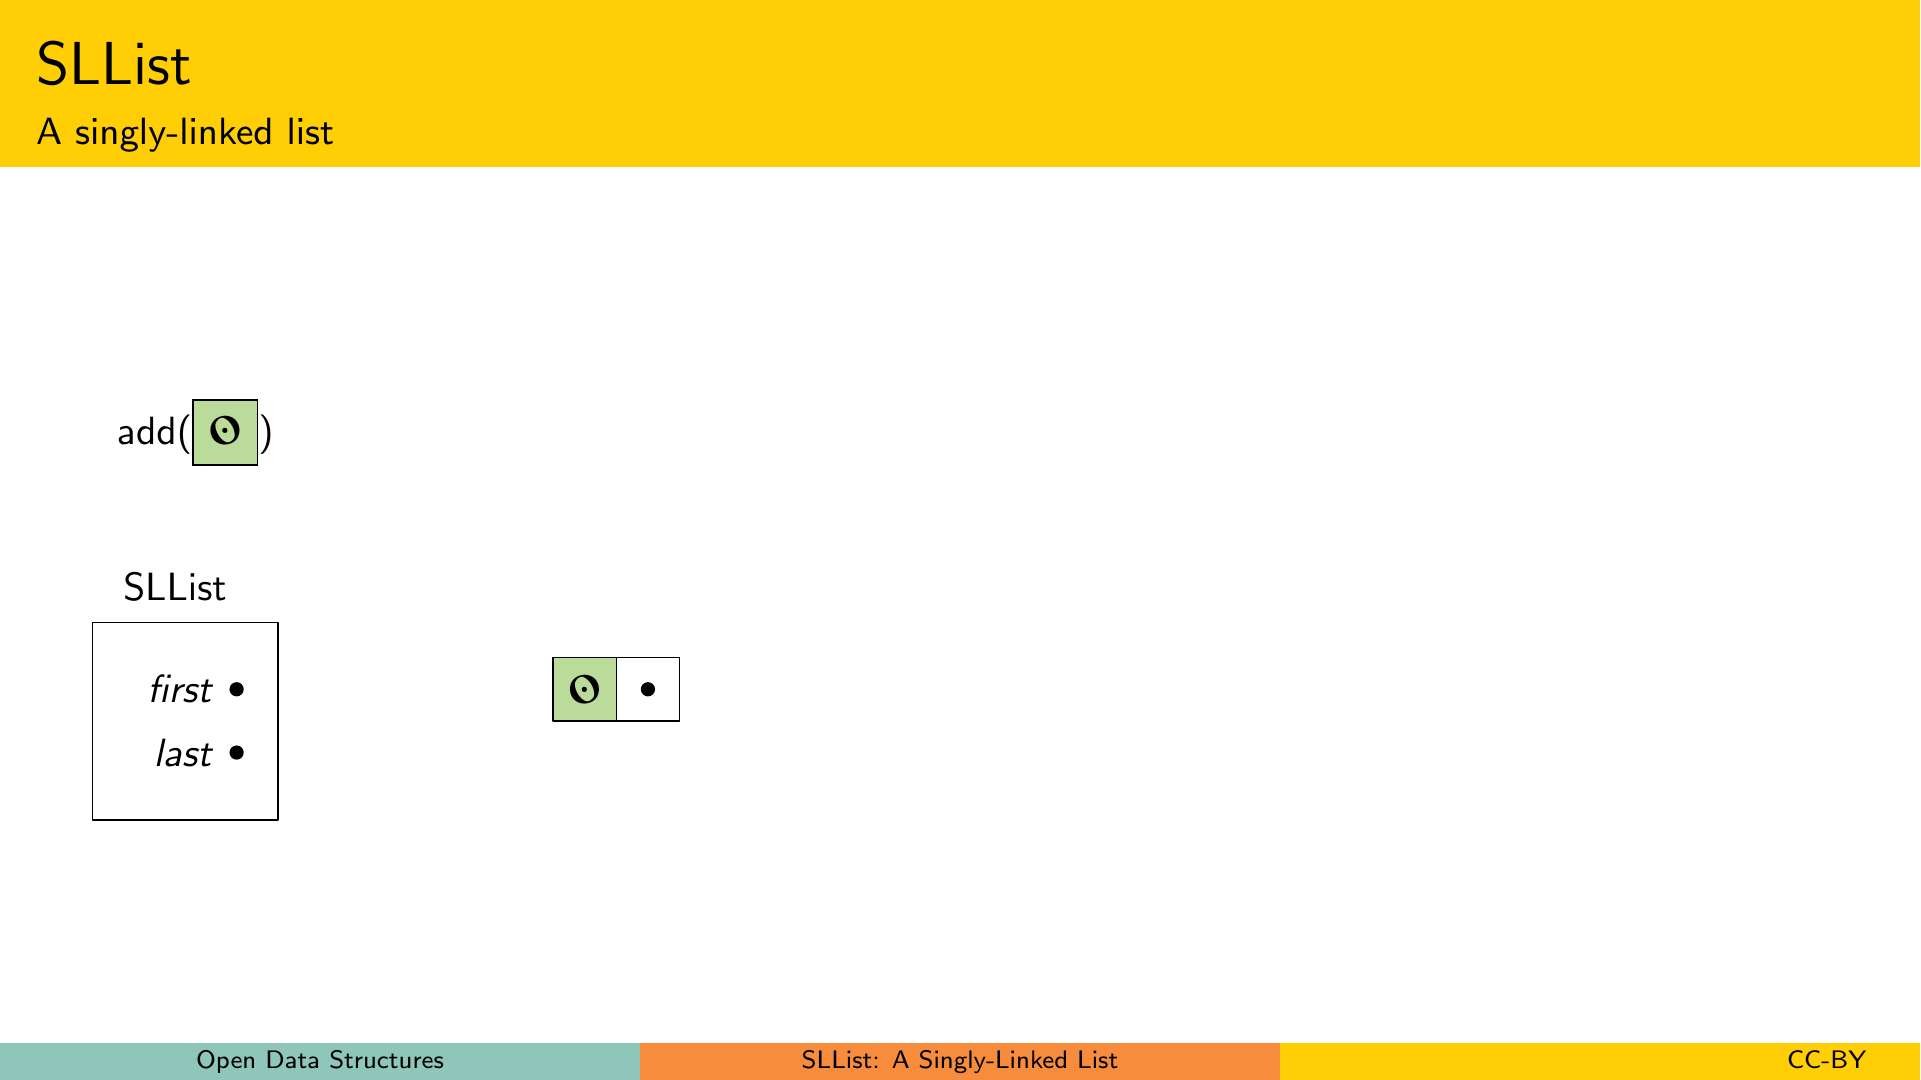 SLList
A singly-linked list
add( )
SLList
first •
last •
•
Open Data Structures
SLList: A Singly-Linked List
CC-BY